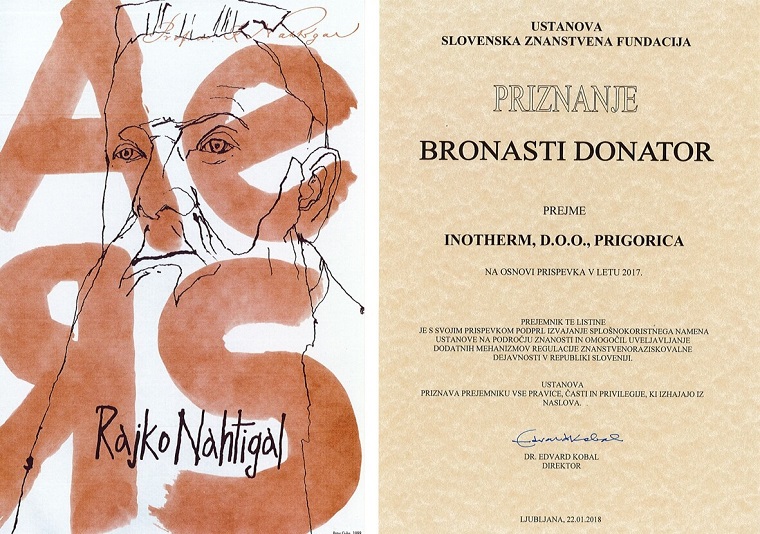 Rajko Nahtigal
USTANOVA
SLOVENSKA ZNANSTVENA FUNDACIJA
PRIZNANJE
BRONASTI DONATOR
PREJME
INOTHERM, D.O.O., PRIGORICA
NA OSNOVI PRISPEVKA V LETU 2017.
PREJEMNIK TE LISTINE
JE S SVOJIM PRISPEVKOM PODPRL IZVAJANJE SPLOŠNOKORISTNEGA NAMENA
USTANOVE NA PODROČJU ZNANOSTI IN OMOGOČIL UVELJAVLJANJE
DODATNIH MEHANIZMOV REGULACIJE ZNANSTVENORAZISKOVALNE
DEJAVNOSTI V REPUBLIKI SLOVENIJI.
USTANOVA
PRIZNAVA PREJEMNIKU VSE PRAVICE, ČASTI IN PRIVILEGIJE, KI IZHAJAJO IZ
NASLOVA.
Edvard Kobal
DR. EDVARD KOBAL
DIREKTOR
LJUBLJANA, 22.01.2018